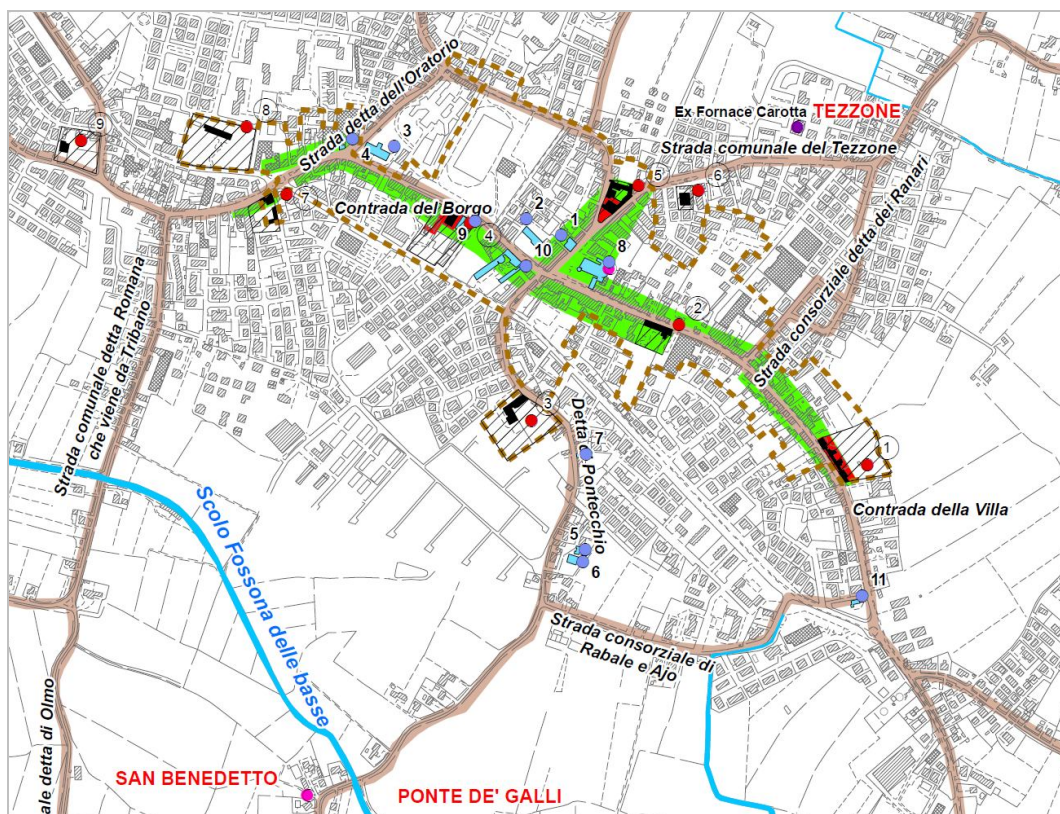 Strada detta dell'Oratorio
8
9
3
4
Ex Fornace Carotta
TEZZONE
Strada comunale del Tezzone
5
6
7
Contrada del Borgo
2
1
9
4
10
8
Strada consorziale detta dei Ranari
2
Strada comunale detta Romana
che viene da Tribano
3
Detta di Pontecchio
7
1
Contrada della Villa
Scolo Fossona delle basse
5
6
11
Strada consorziale di
Rabale e Ajo
ale detta di Olmo
SAN BENEDETTO
PONTE DE' GALLI